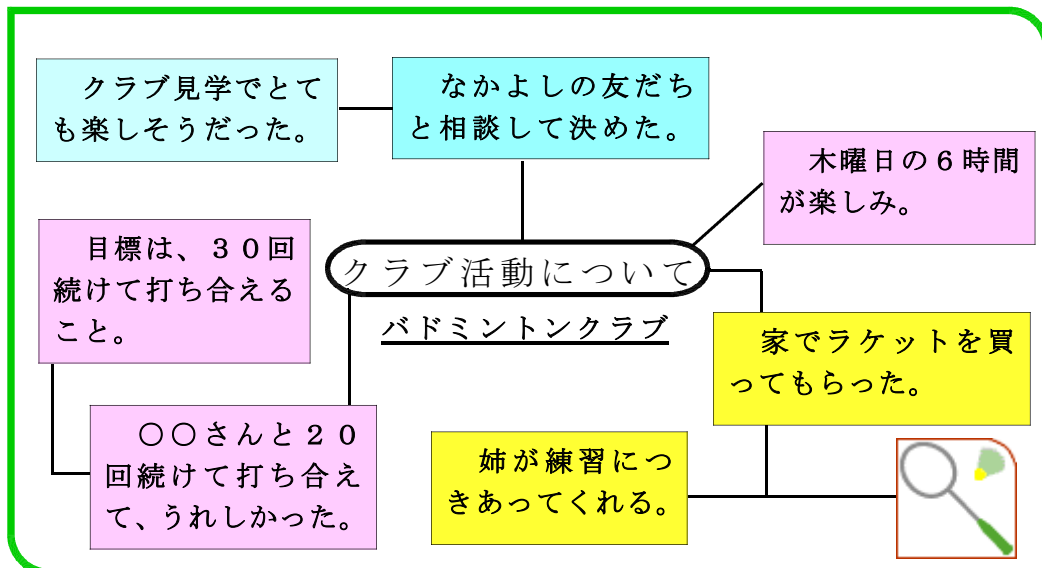 クラブ見学でとて
も楽しそうだった。
なかよしの友だち
と相談して決めた。
木曜日の６時間
が楽しみ。
目標は、３０回
続けて打ち合える
こと。
クラブ活動について
バドミントンクラブ
家でラケットを買
ってもらった。
〇〇さんと２０
回続けて打ち合え
て、うれしかった。
姉が練習につ
きあってくれる。